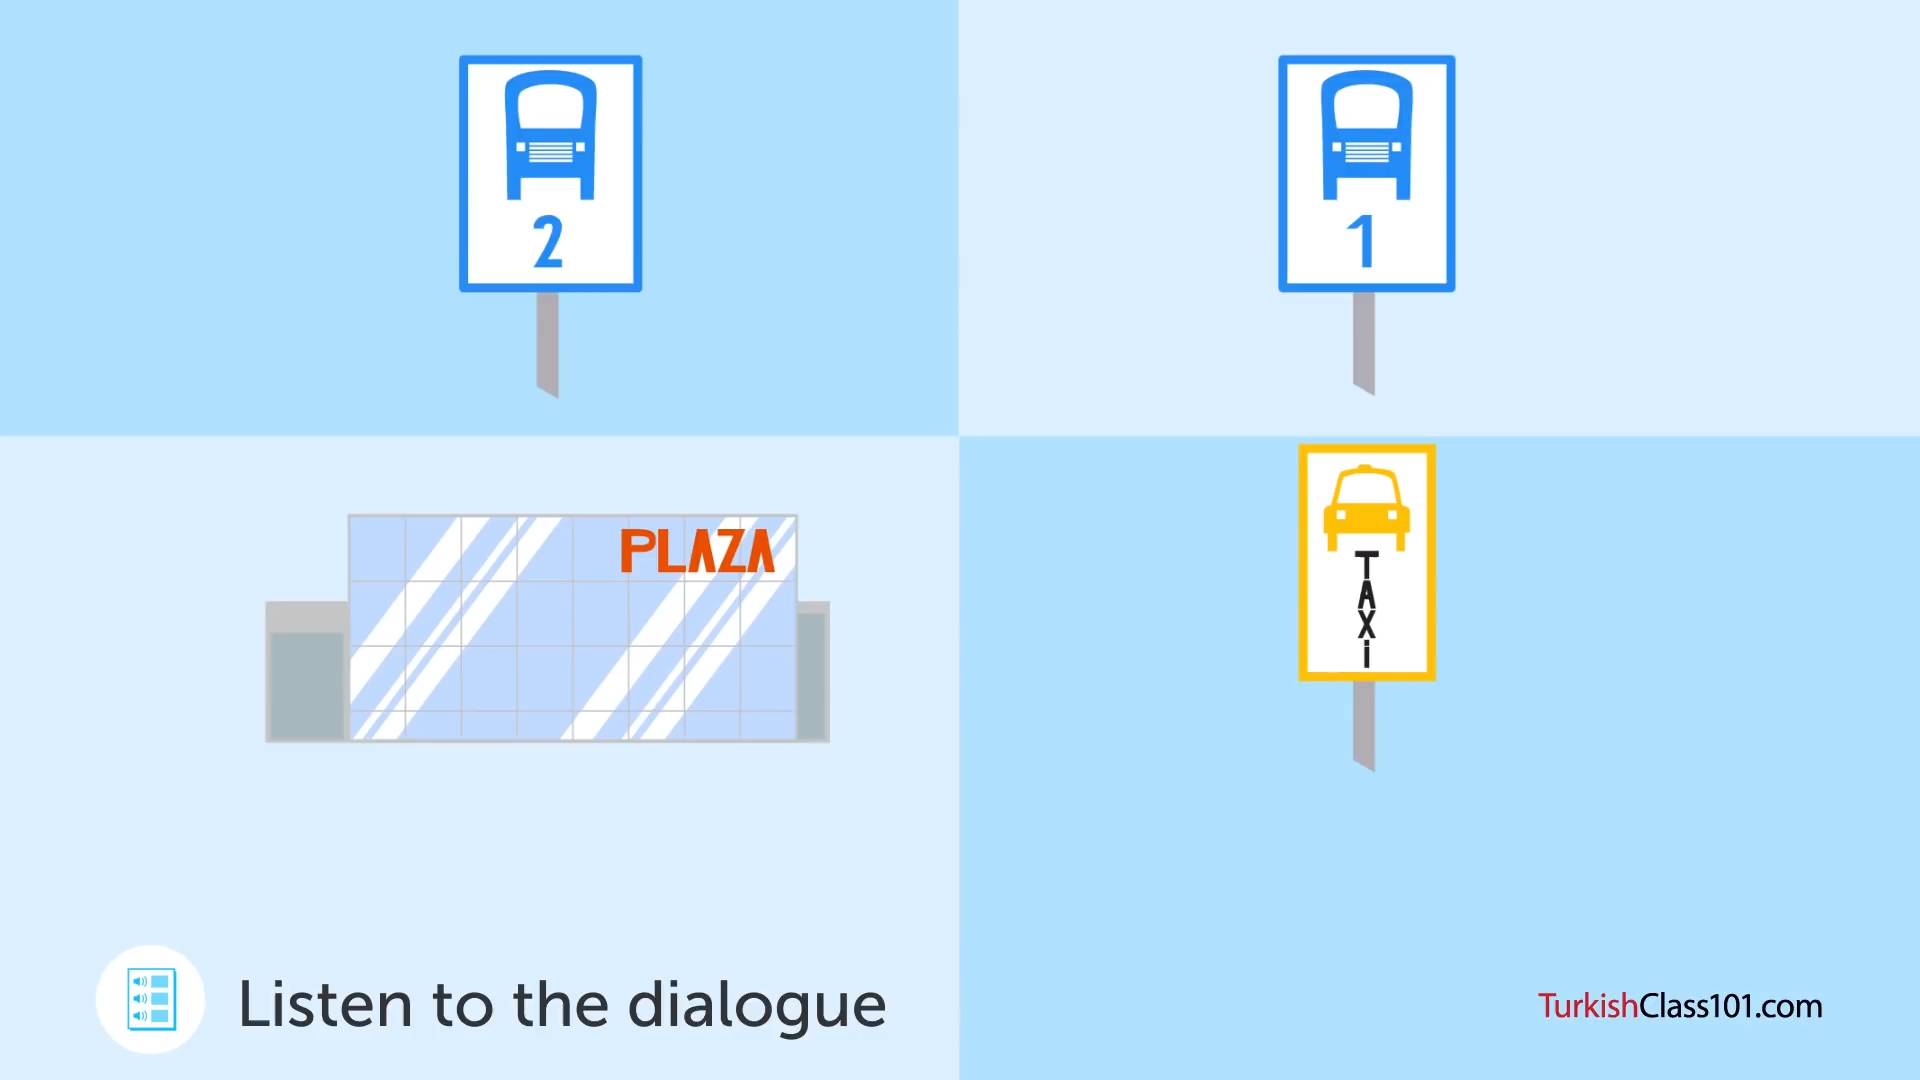 2
1
PLAZA
TAXi
Listen to the dialogue
TurkishClass101.com